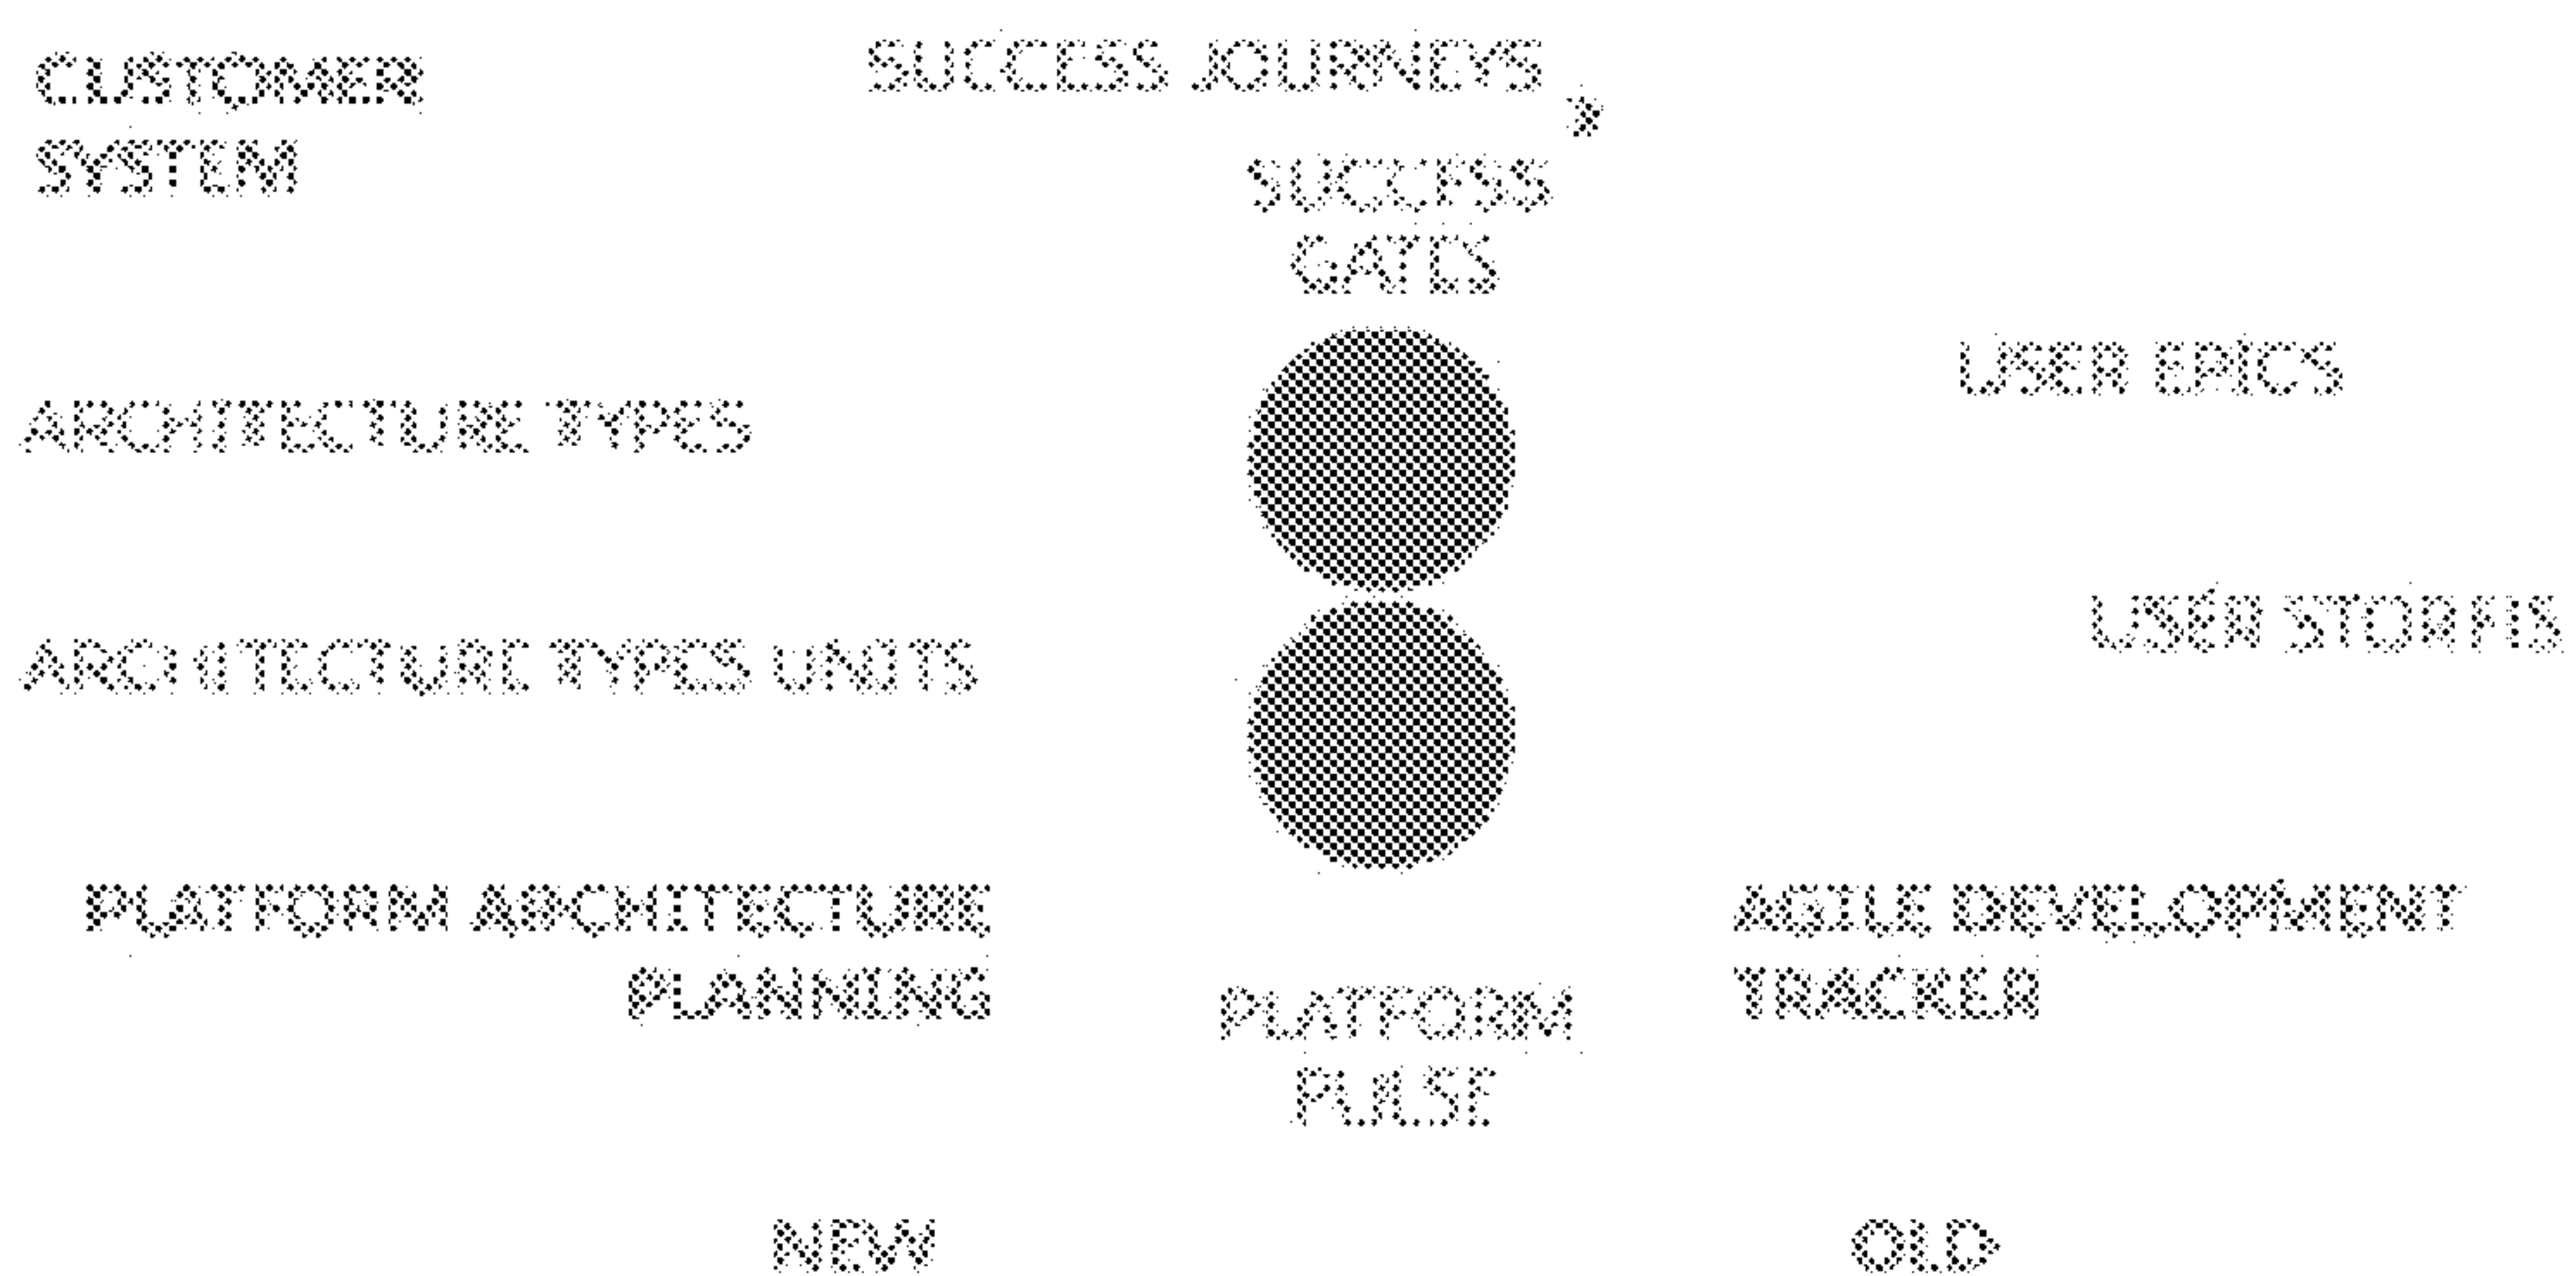 CUSTOMER
SYSTEM
SUCCESS JOURNEYS
SUCCESS
GATES
ARCHITECTURE TYPES
USER EPICS
ARCHITECTURE TYPES UNITS
USER STOREIS
PLATFORM ARCHITECTURE
PLANNING
AGILE DEVELOPMENT
TRACKER
PLATFORM
PULSE
NEW
OLD